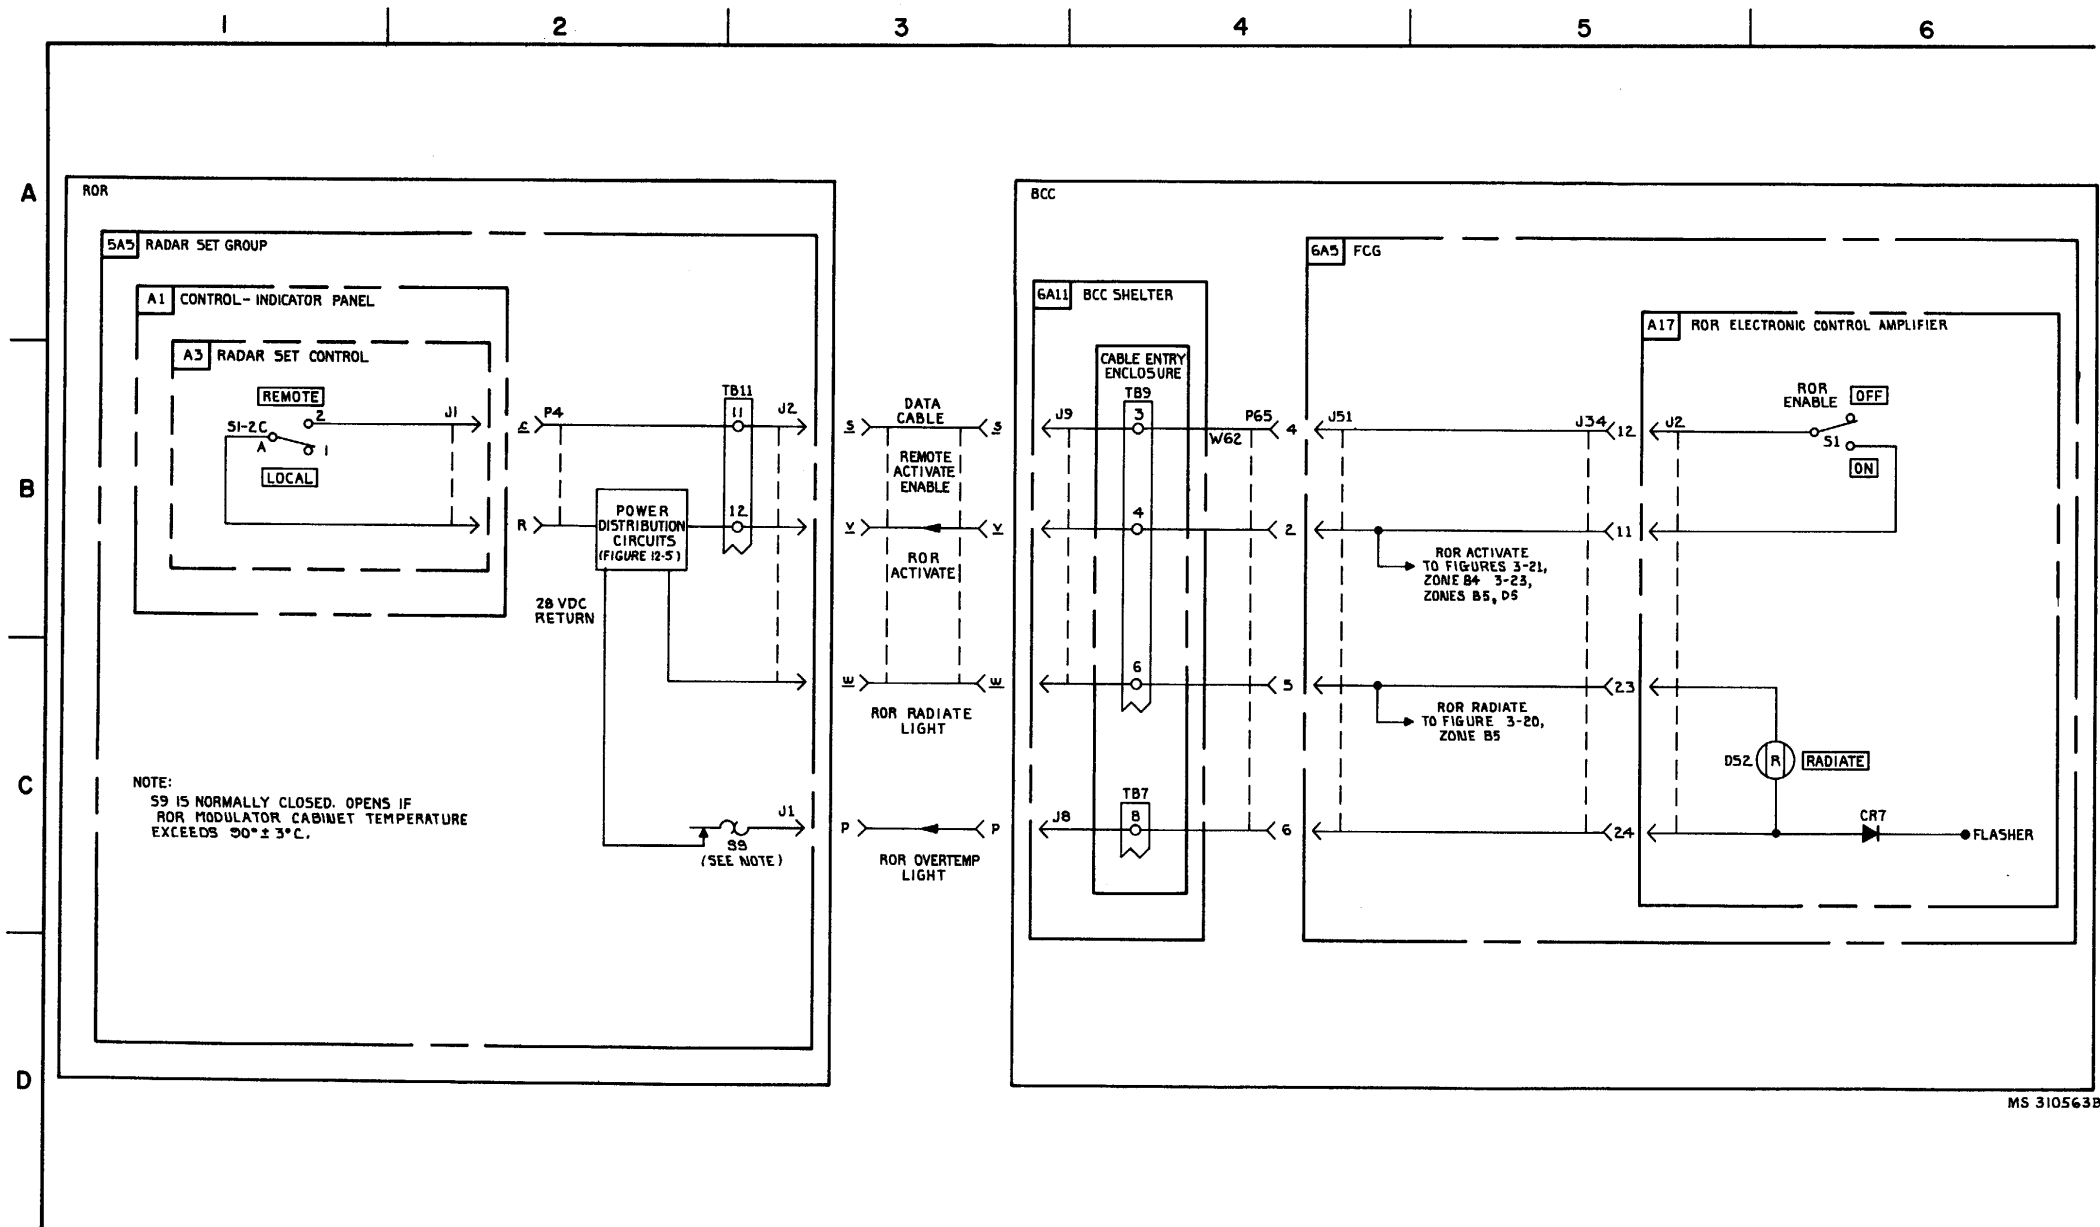 1 2 3 4 5 6
A
B
C
D
ROR
5A5 RADAR SET GROUP
A1 CONTROL-INDICATOR PANEL
A3 RADAR SET CONTROL
REMOTE
2
S1-2C
A
1
LOCAL
J1
c
P4
R
POWER
DISTRIBUTION
CIRCUITS
(FIGURE 12-5)
28 VDC
RETURN
TB11
11
12
J2
NOTE:
S9 IS NORMALLY CLOSED. OPENS IF
ROR MODULATOR CABINET TEMPERATURE
EXCEEDS 90° ± 3°C.
S9
(SEE NOTE)
J1
DATA
CABLE
s s
REMOTE
ACTIVATE
ENABLE
v v
ROR
ACTIVATE
w w
ROR RADIATE
LIGHT
P P
ROR OVERTEMP
LIGHT
BCC
6A11 BCC SHELTER
CABLE ENTRY
ENCLOSURE
TB9
J9
3
4
6
TB7
J8
8
W62
P65
4
2
5
6
6A5 FCG
J51
J34
12
11
23
24
ROR ACTIVATE
TO FIGURES 3-21,
ZONE B4 3-23,
ZONES B5, D5
ROR RADIATE
TO FIGURE 3-20,
ZONE B5
A17 ROR ELECTRONIC CONTROL AMPLIFIER
J2
ROR
ENABLE
OFF
S1
ON
DS2
R
RADIATE
CR7
FLASHER
MS 310563B